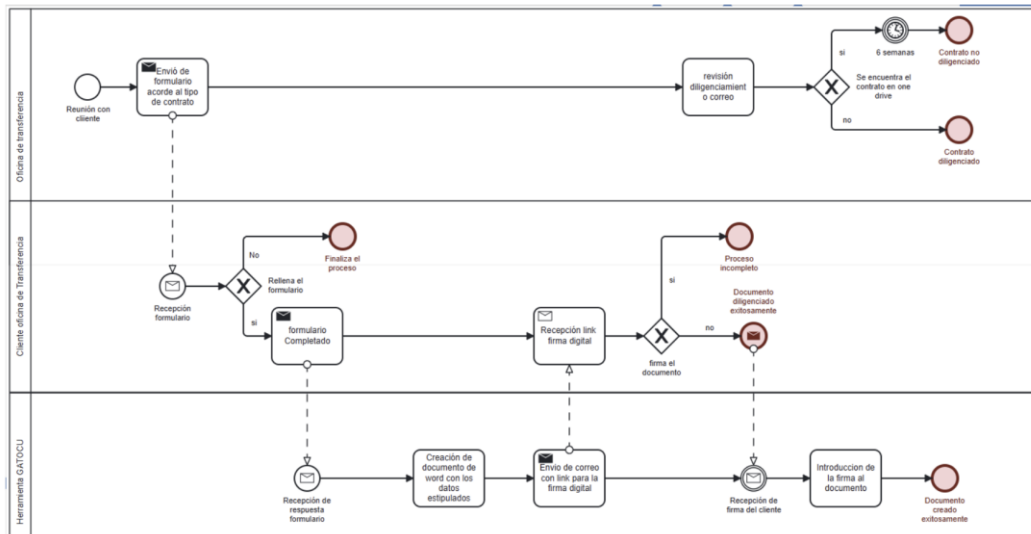 Oficina de transferencia
Reunión con
cliente
Envió de
formulario
acorde al tipo
de contrato
revisión
diligenciamient
o correo
si
6 semanas
Contrato no
diligenciado
Se encuentra el
contrato en one
drive
no
Contrato
diligenciado
Cliente oficina de Transferencia
Recepción
formulario
No
Finaliza el
proceso
Rellena el
formulario
si
formulario
Completado
Recepción link
firma digital
si
Proceso
incompleto
firma el
documento
no
Documento
diligenciado
exitosamente
Herramienta GATOCU
Recepción de
respuesta
formulario
Creación de
documento de
word con los
datos
estipulados
Envio de correo
con link para la
firma digital
Recepción de
firma del cliente
Introduccion de
la firma al
documento
Documento
creado
exitosamente